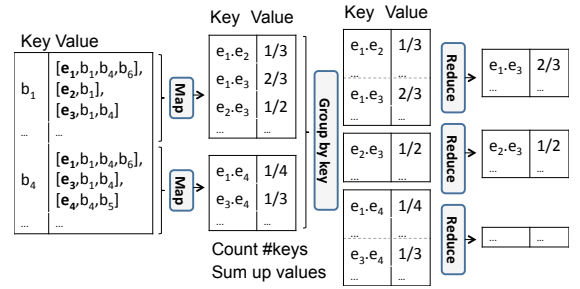 Key Value
b1
[e1,b1,b4,b6],
[e2,b1],
[e3,b1,b4]
... ...
b4
[e1,b1,b4,b6],
[e3,b1,b4],
[e4,b4,b5]
... ...
Map
Map
Key Value
e1.e2 1/3
e1.e3 2/3
e2.e3 1/2
... ...
e1.e4 1/4
e3.e4 1/3
... ...
Count #keys
Sum up values
Group by key
Key Value
e1.e2 1/3
... ...
e1.e3 2/3
... ...
e2.e3 1/2
... ...
e1.e4 1/4
... ...
e3.e4 1/3
... ...
Reduce
Reduce
Reduce
e1.e3 2/3
... ...
e2.e3 1/2
... ...
... ...